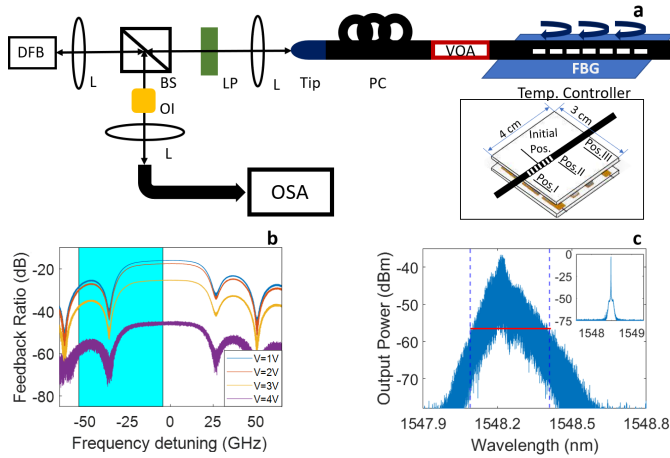 a
DFB
L
BS
LP
L
Tip
PC
VOA
FBG
OI
L
OSA
Temp. Controller
4 cm
3 cm
Initial
Pos.
Pos.I
Pos.II
Pos.III
b
Feedback Ratio (dB)
-20
-40
-60
-80
V=1V
V=2V
V=3V
V=4V
-50
-25
0
25
50
Frequency detuning (GHz)
c
Output Power (dBm)
-40
-50
-60
-70
0
-25
-50
-75
1548
1549
1547.9
1548.2
1548.5
1548.8
Wavelength (nm)